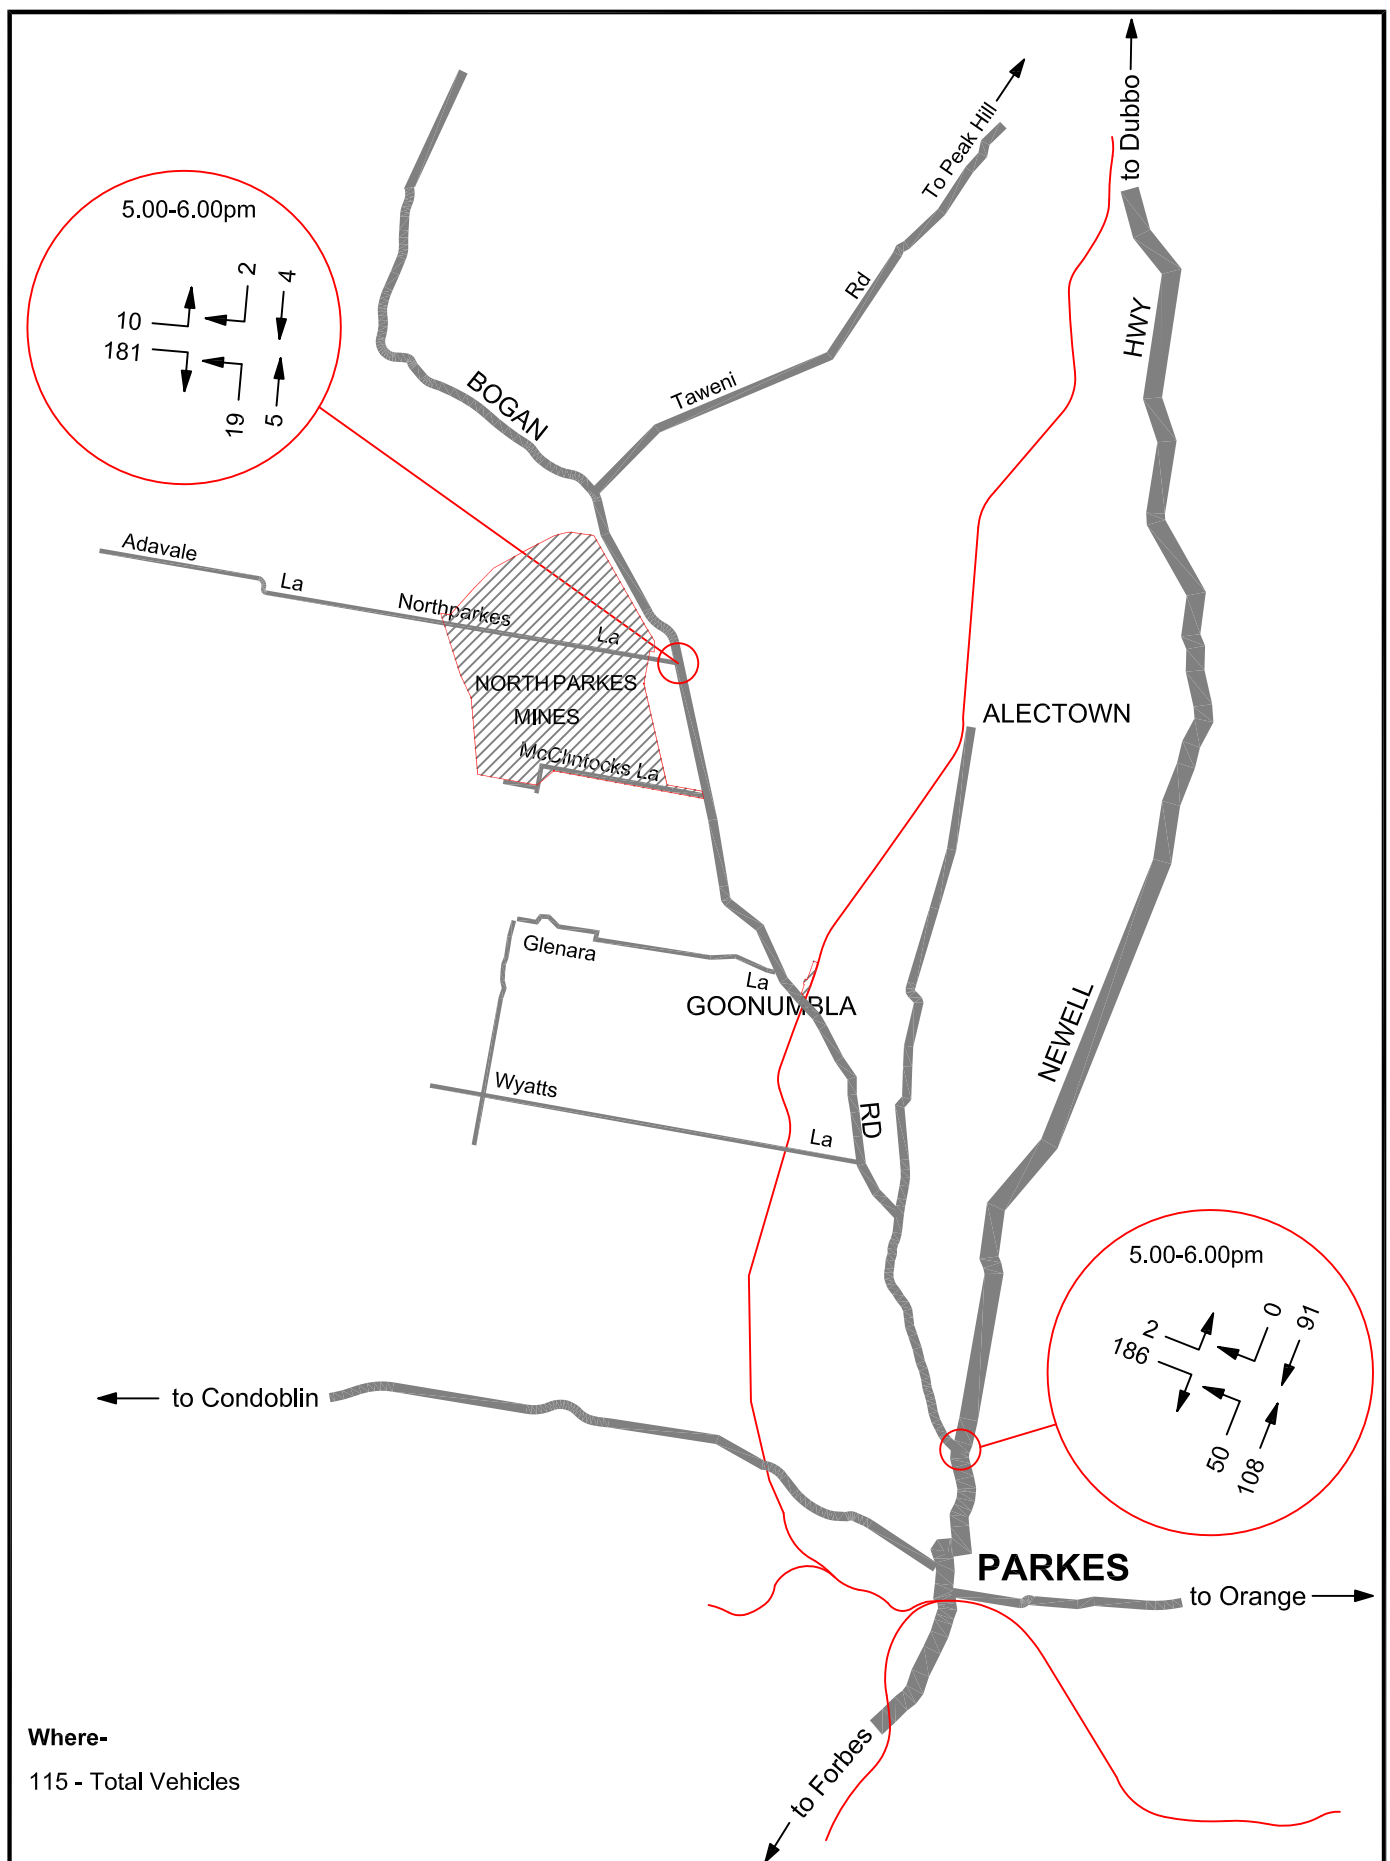 to Dubbo
To Peak Hill
5.00-6.00pm
2
4
10
181
19
5
HWY
Rd
Taweni
BOGAN
Adavale
La
Northparkes
La
NORTH PARKES
MINES
McClintocks La
ALECTOWN
Glenara
La
GOONUMBLA
NEWELL
Wyatts
La
RD
5.00-6.00pm
0
91
2
186
50
108
to Condoblin
PARKES
to Orange
Where-
115 - Total Vehicles
to Forbes